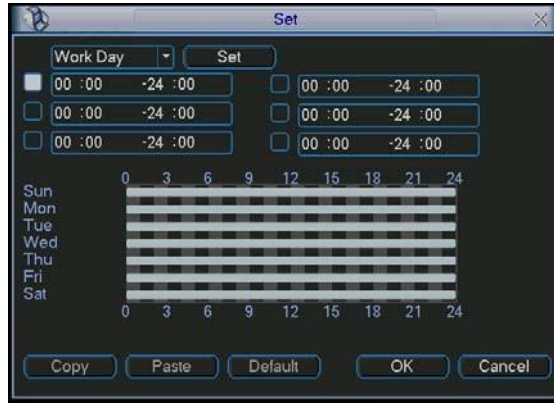 Set
Work Day Set
00 :00 -24 :00 00 :00 -24 :00
00 :00 -24 :00 00 :00 -24 :00
00 :00 -24 :00 00 :00 -24 :00
0 3 6 9 12 15 18 21 24
Sun
Mon
Tue
Wed
Thu
Fri
Sat
0 3 6 9 12 15 18 21 24
Copy Paste Default OK Cancel